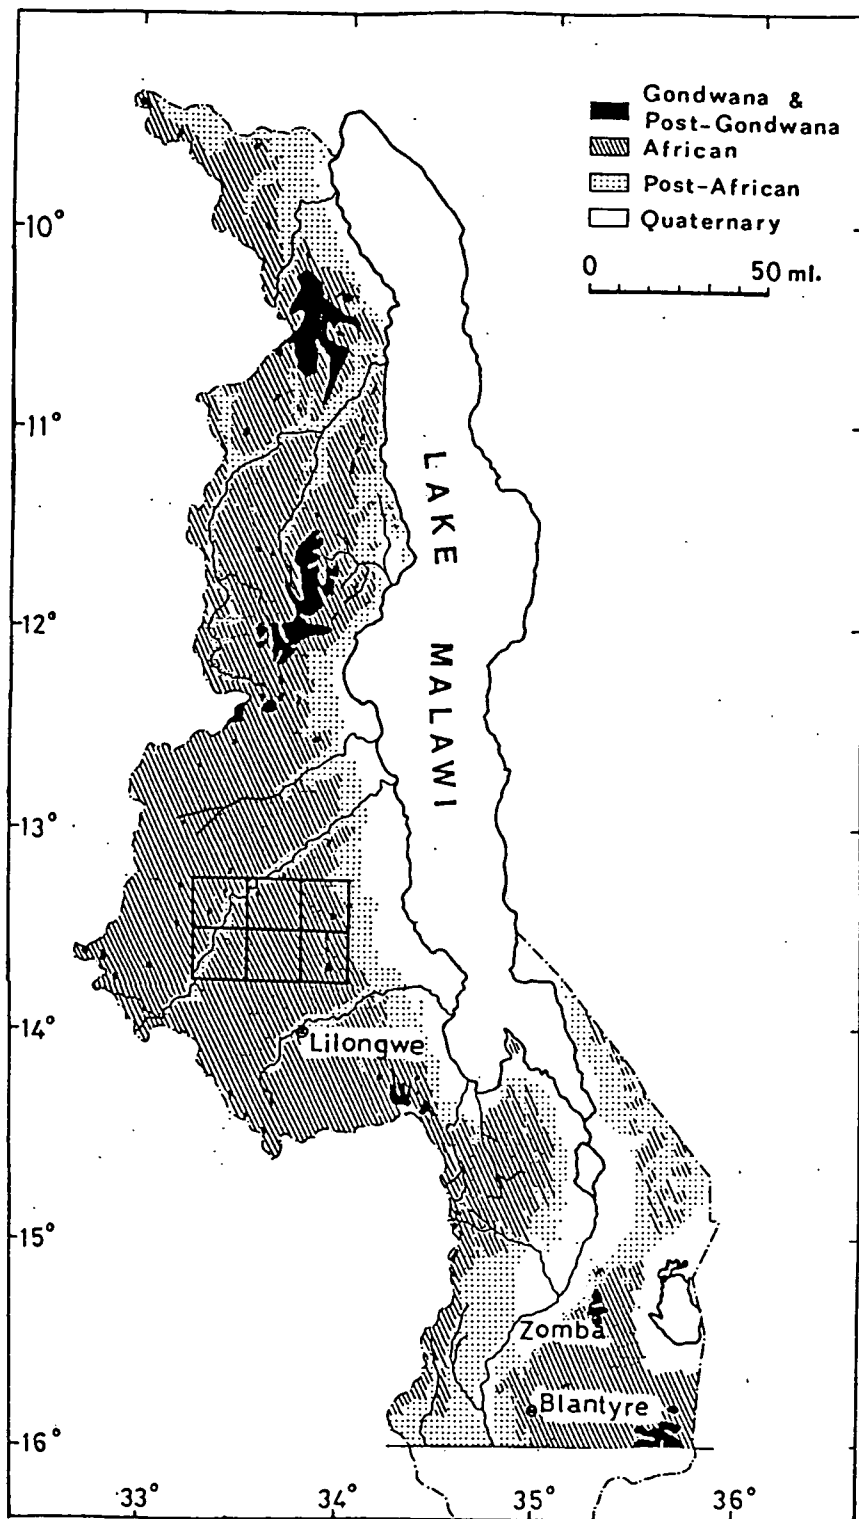 Gondwana &
Post-Gondwana
African
Post-African
Quaternary
0 50 ml.
10°
11°
12°
13°
14°
15°
16°
LAKE MALAWI
Lilongwe
Zomba
Blantyre
33° 34° 35° 36°